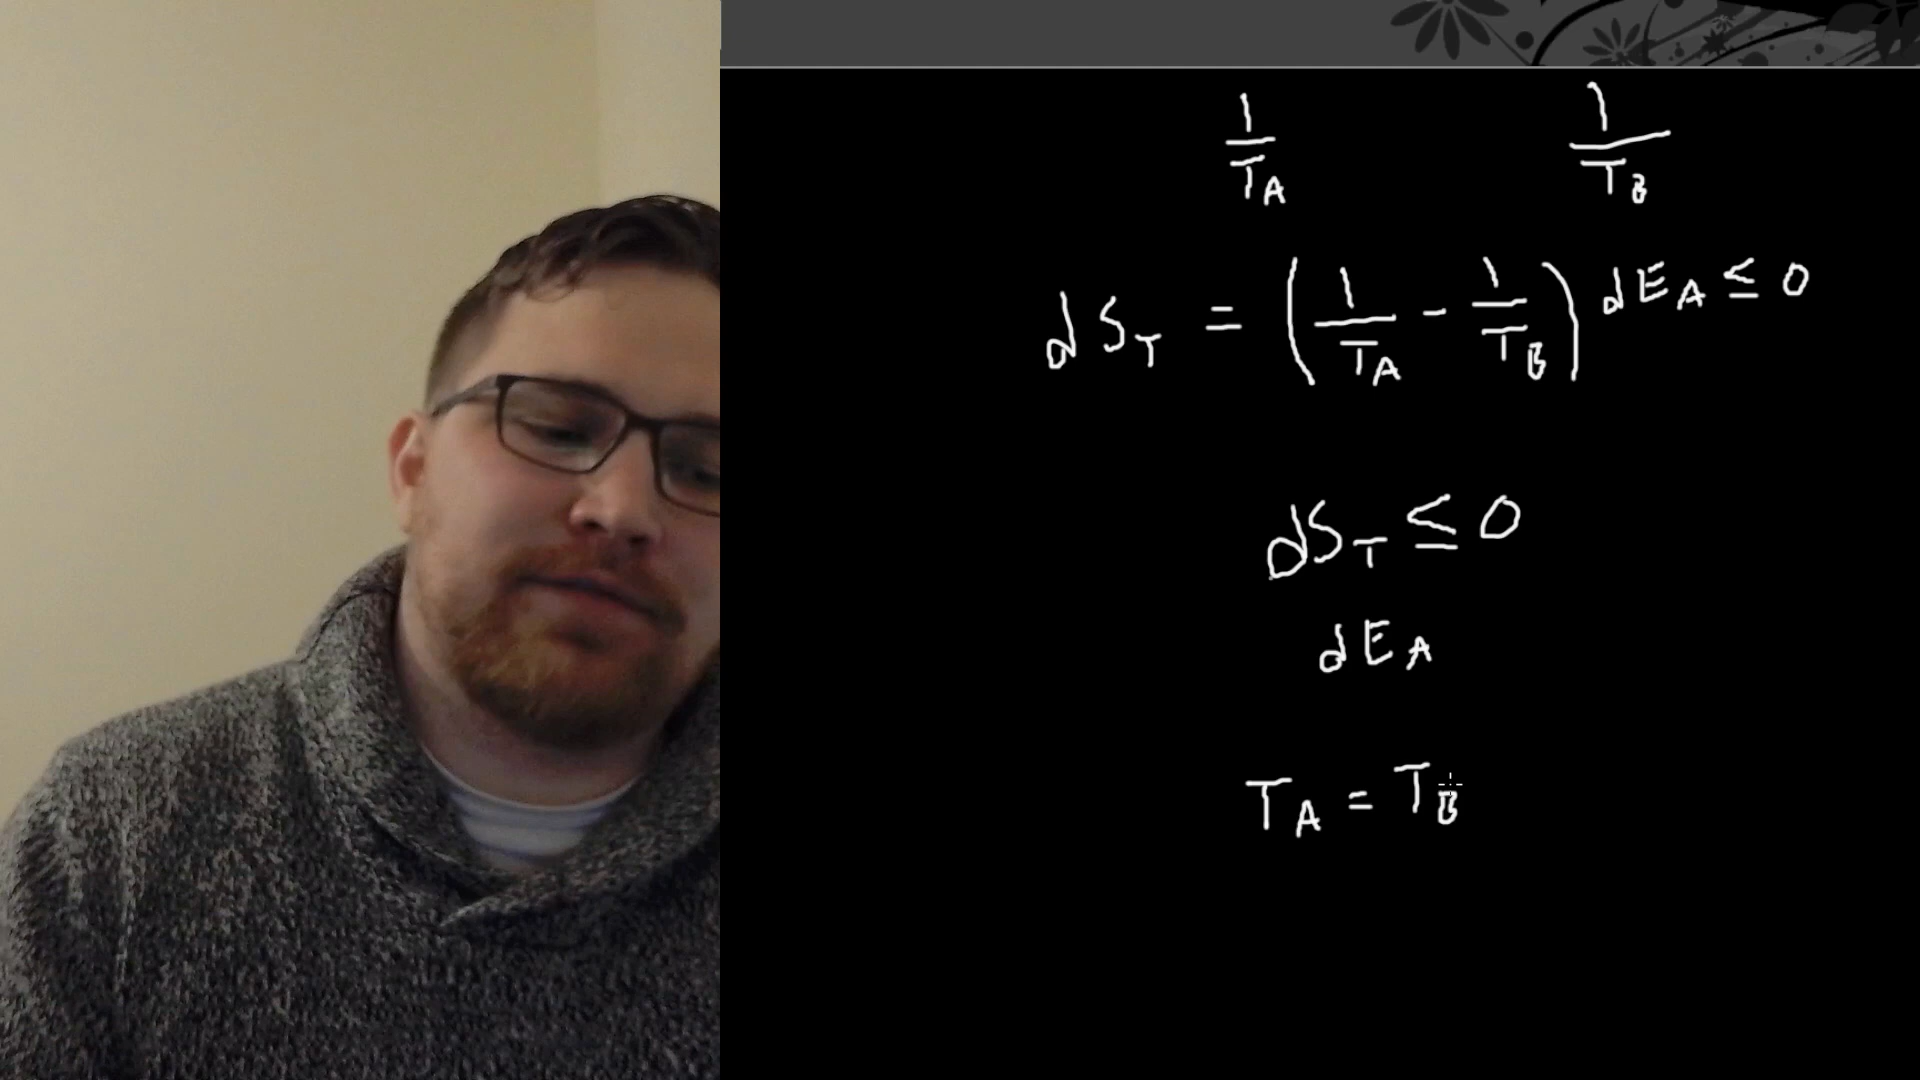 1/T_A 1/T_B
dS_T = (1/T_A - 1/T_B) dE_A ≤ 0
dS_T ≤ 0
dE_A
T_A = T_B